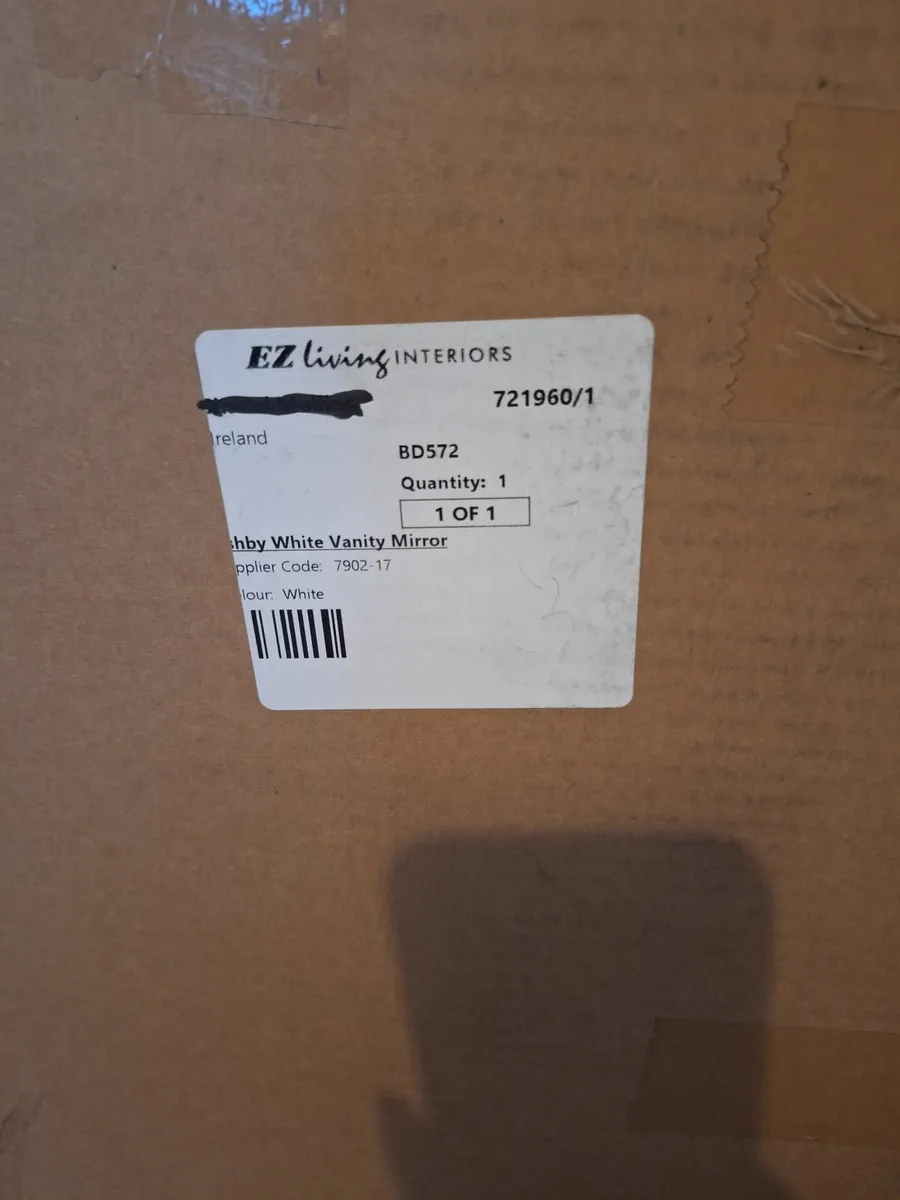 EZ living INTERIORS
721960/1
Ireland
BD572
Quantity: 1
1 OF 1
shby White Vanity Mirror
pplier Code: 7902-17
lour: White